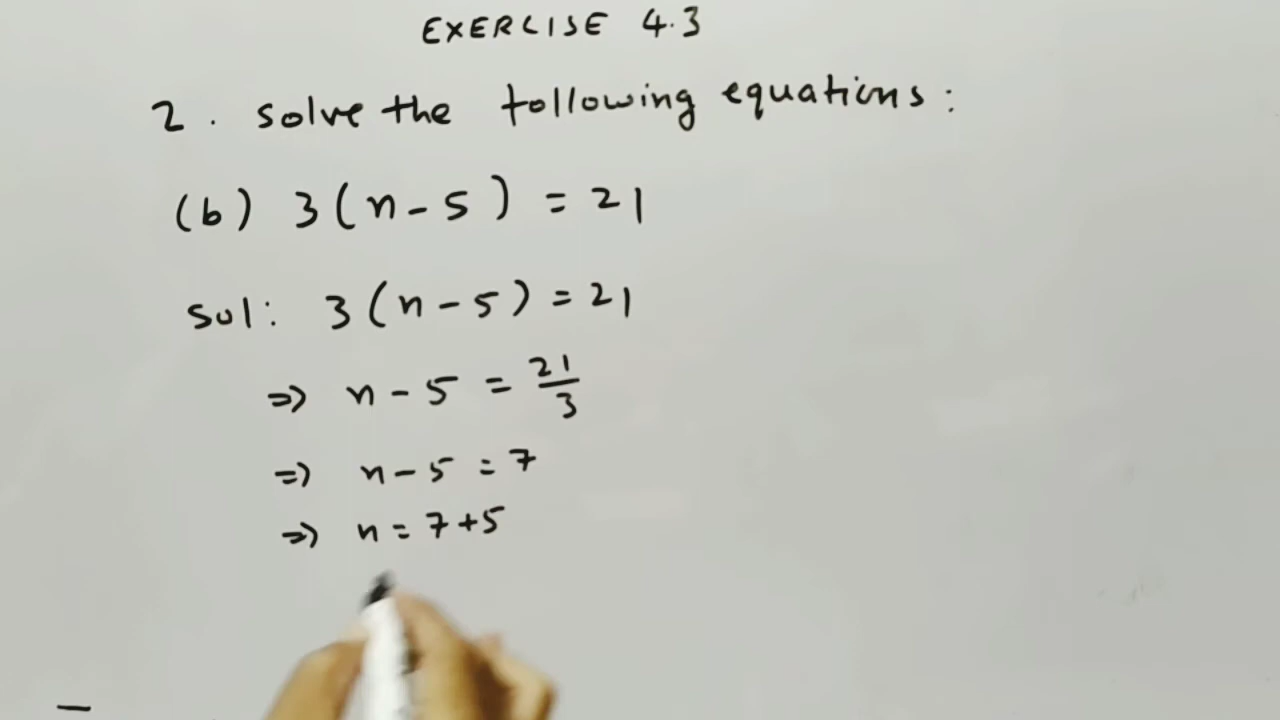 EXERCISE 4.3
2. solve the following equations:
(b) 3(n-5) = 21
Sol: 3(n-5)=21
⇒ n-5 = 21/3
⇒ n-5 = 7
⇒ n = 7+5